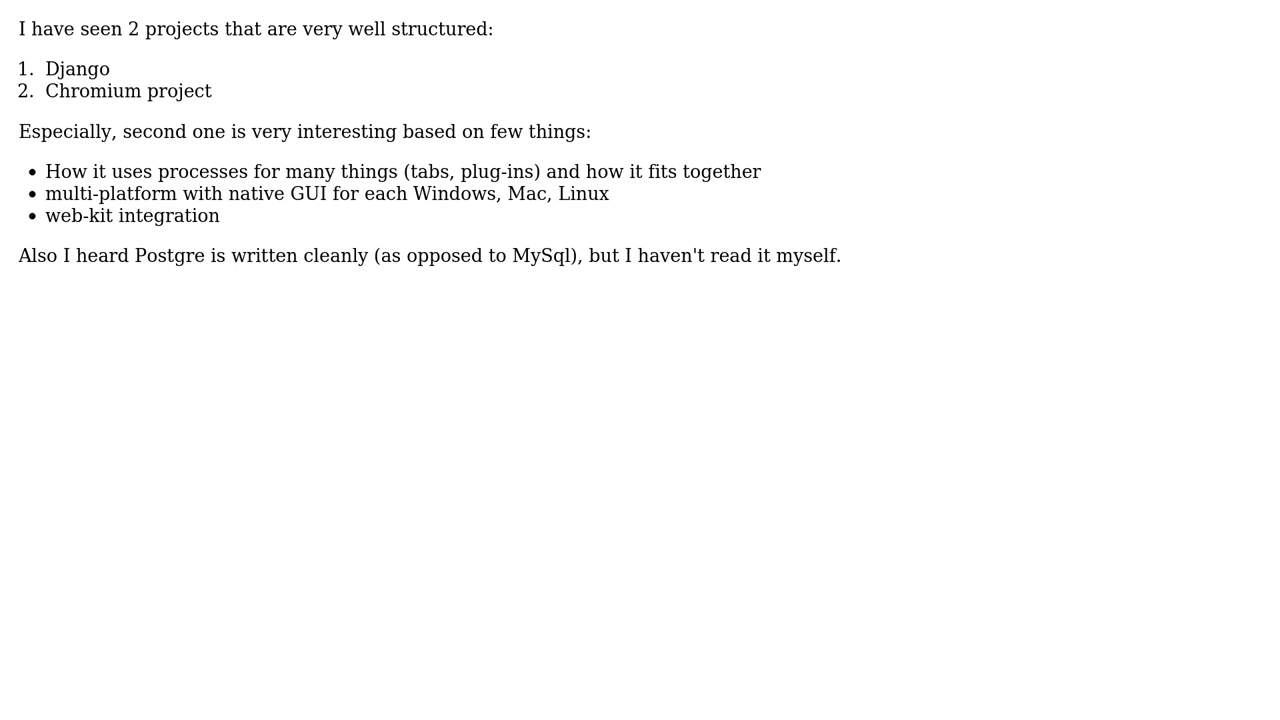 I have seen 2 projects that are very well structured:
1. Django
2. Chromium project
Especially, second one is very interesting based on few things:
• How it uses processes for many things (tabs, plug-ins) and how it fits together
• multi-platform with native GUI for each Windows, Mac, Linux
• web-kit integration
Also I heard Postgre is written cleanly (as opposed to MySql), but I haven't read it myself.